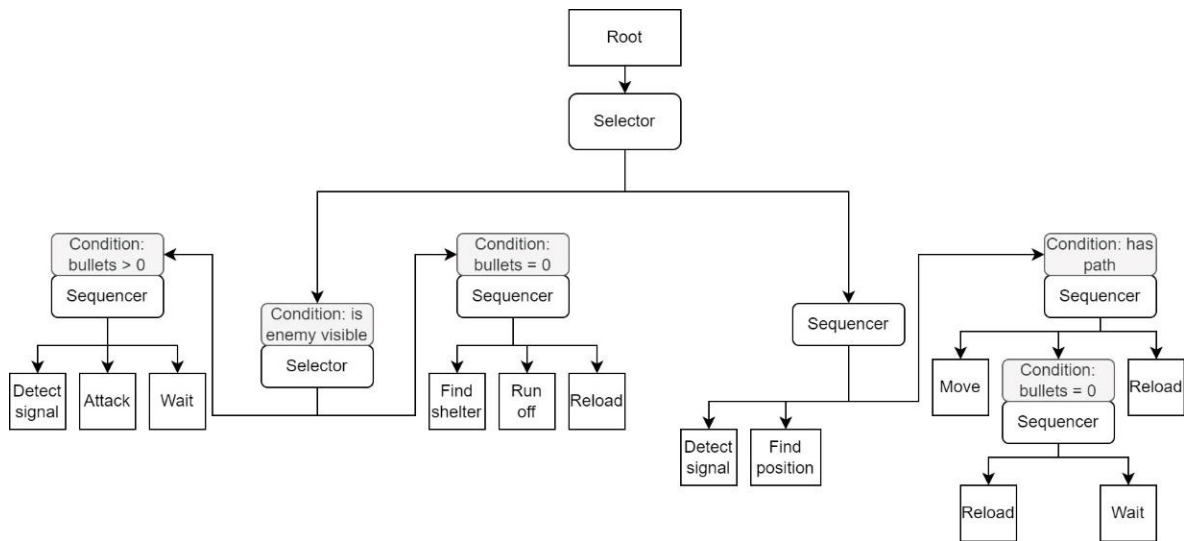 Root
Selector
Condition:
bullets > 0
Sequencer
Detect
signal
Attack
Wait
Condition: is
enemy visible
Selector
Condition:
bullets = 0
Sequencer
Find
shelter
Run
off
Reload
Sequencer
Detect
signal
Find
position
Condition: has
path
Sequencer
Move
Condition:
bullets = 0
Sequencer
Reload
Reload
Wait